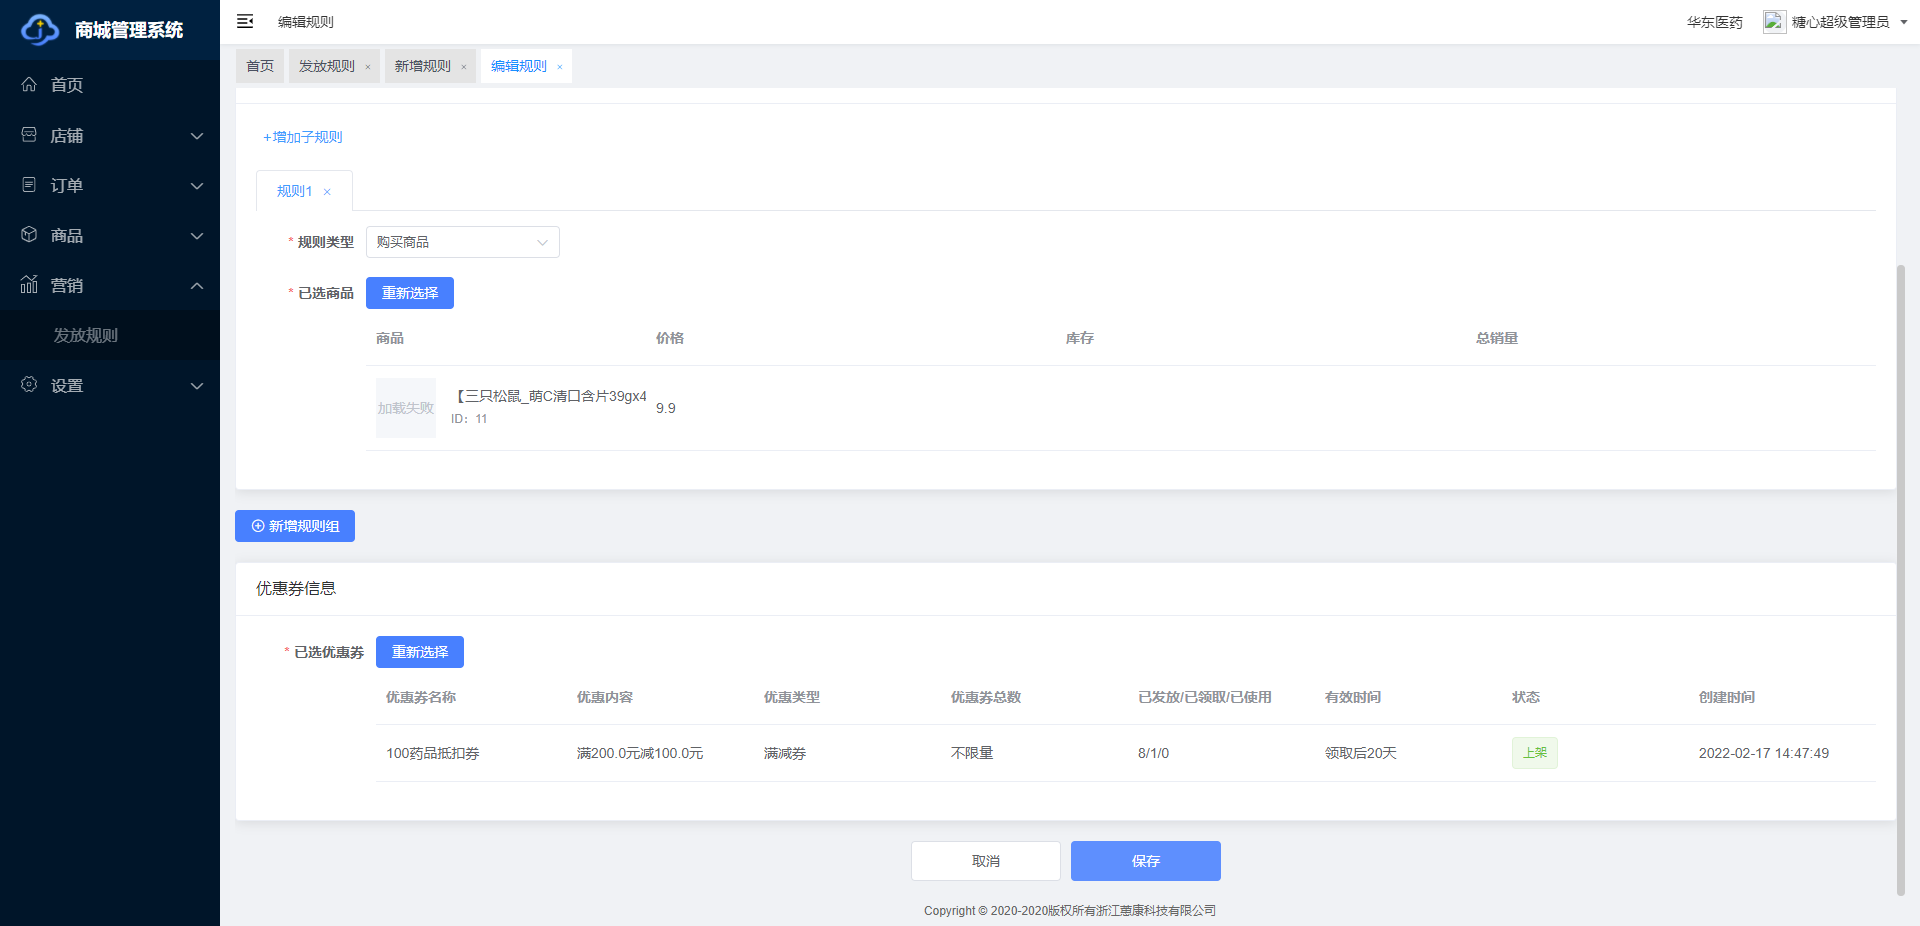 商城管理系统
编辑规则
华东医药
糖心超级管理员
首页
店铺
订单
商品
营销
发放规则
设置
首页
发放规则 ×
新增规则 ×
编辑规则 ×
+增加子规则
规则1 ×
* 规则类型
购买商品
* 已选商品
重新选择
商品 价格 库存 总销量
加载失败
【三只松鼠_萌C清口含片39gx4
ID：11
9.9
新增规则组
优惠券信息
* 已选优惠券
重新选择
优惠券名称 优惠内容 优惠类型 优惠券总数 已发放/已领取/已使用 有效时间 状态 创建时间
100药品抵扣券 满200.0元减100.0元 满减券 不限量 8/1/0 领取后20天 上架 2022-02-17 14:47:49
取消
保存
Copyright © 2020-2020版权所有浙江蕙康科技有限公司